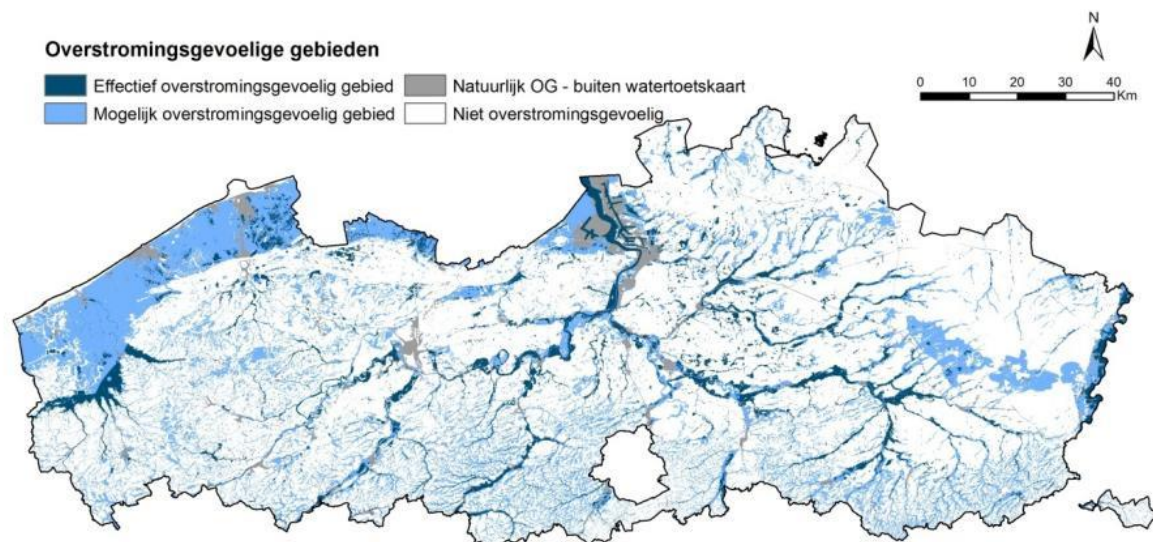 Overstromingsgevoelige gebieden
Effectief overstromingsgevoelig gebied
Natuurlijk OG - buiten watertoetskaart
Mogelijk overstromingsgevoelig gebied
Niet overstromingsgevoelig
N
0 10 20 30 40
Km